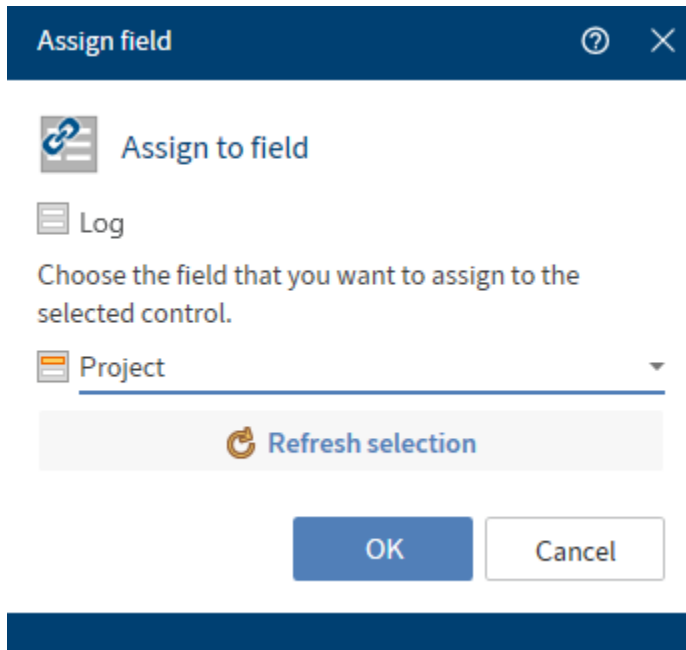 Assign field
Assign to field
Log
Choose the field that you want to assign to the
selected control.
Project
Refresh selection
OK
Cancel